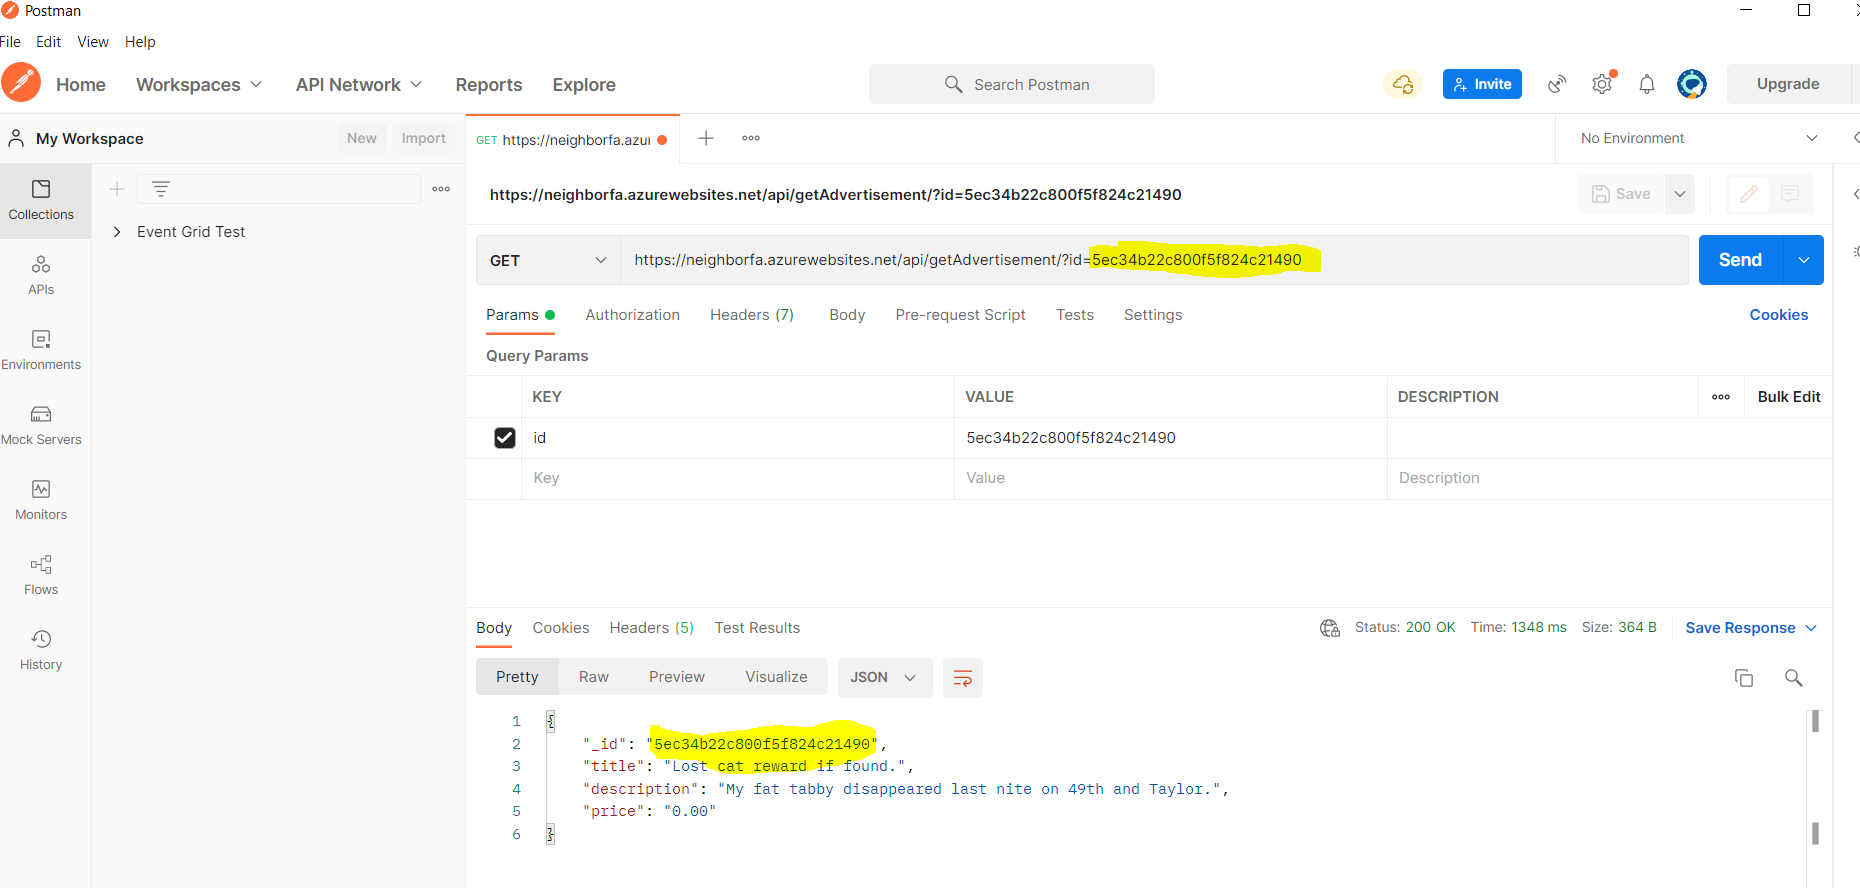 Postman
File Edit View Help
Home Workspaces API Network Reports Explore Search Postman Invite Upgrade
My Workspace New Import GET https://neighborfa.azur No Environment
https://neighborfa.azurewebsites.net/api/getAdvertisement/?id=5ec34b22c800f5f824c21490 Save
Collections
Event Grid Test
GET https://neighborfa.azurewebsites.net/api/getAdvertisement/?id=5ec34b22c800f5f824c21490 Send
APIs
Params Authorization Headers (7) Body Pre-request Script Tests Settings Cookies
Query Params
Environments
KEY VALUE DESCRIPTION Bulk Edit
id 5ec34b22c800f5f824c21490
Mock Servers
Key Value Description
Monitors
Flows
Body Cookies Headers (5) Test Results Status: 200 OK Time: 1348 ms Size: 364 B Save Response
History
Pretty Raw Preview Visualize JSON
1 {
2 "_id": "5ec34b22c800f5f824c21490",
3 "title": "Lost cat reward if found.",
4 "description": "My fat tabby disappeared last nite on 49th and Taylor.",
5 "price": "0.00"
6 }